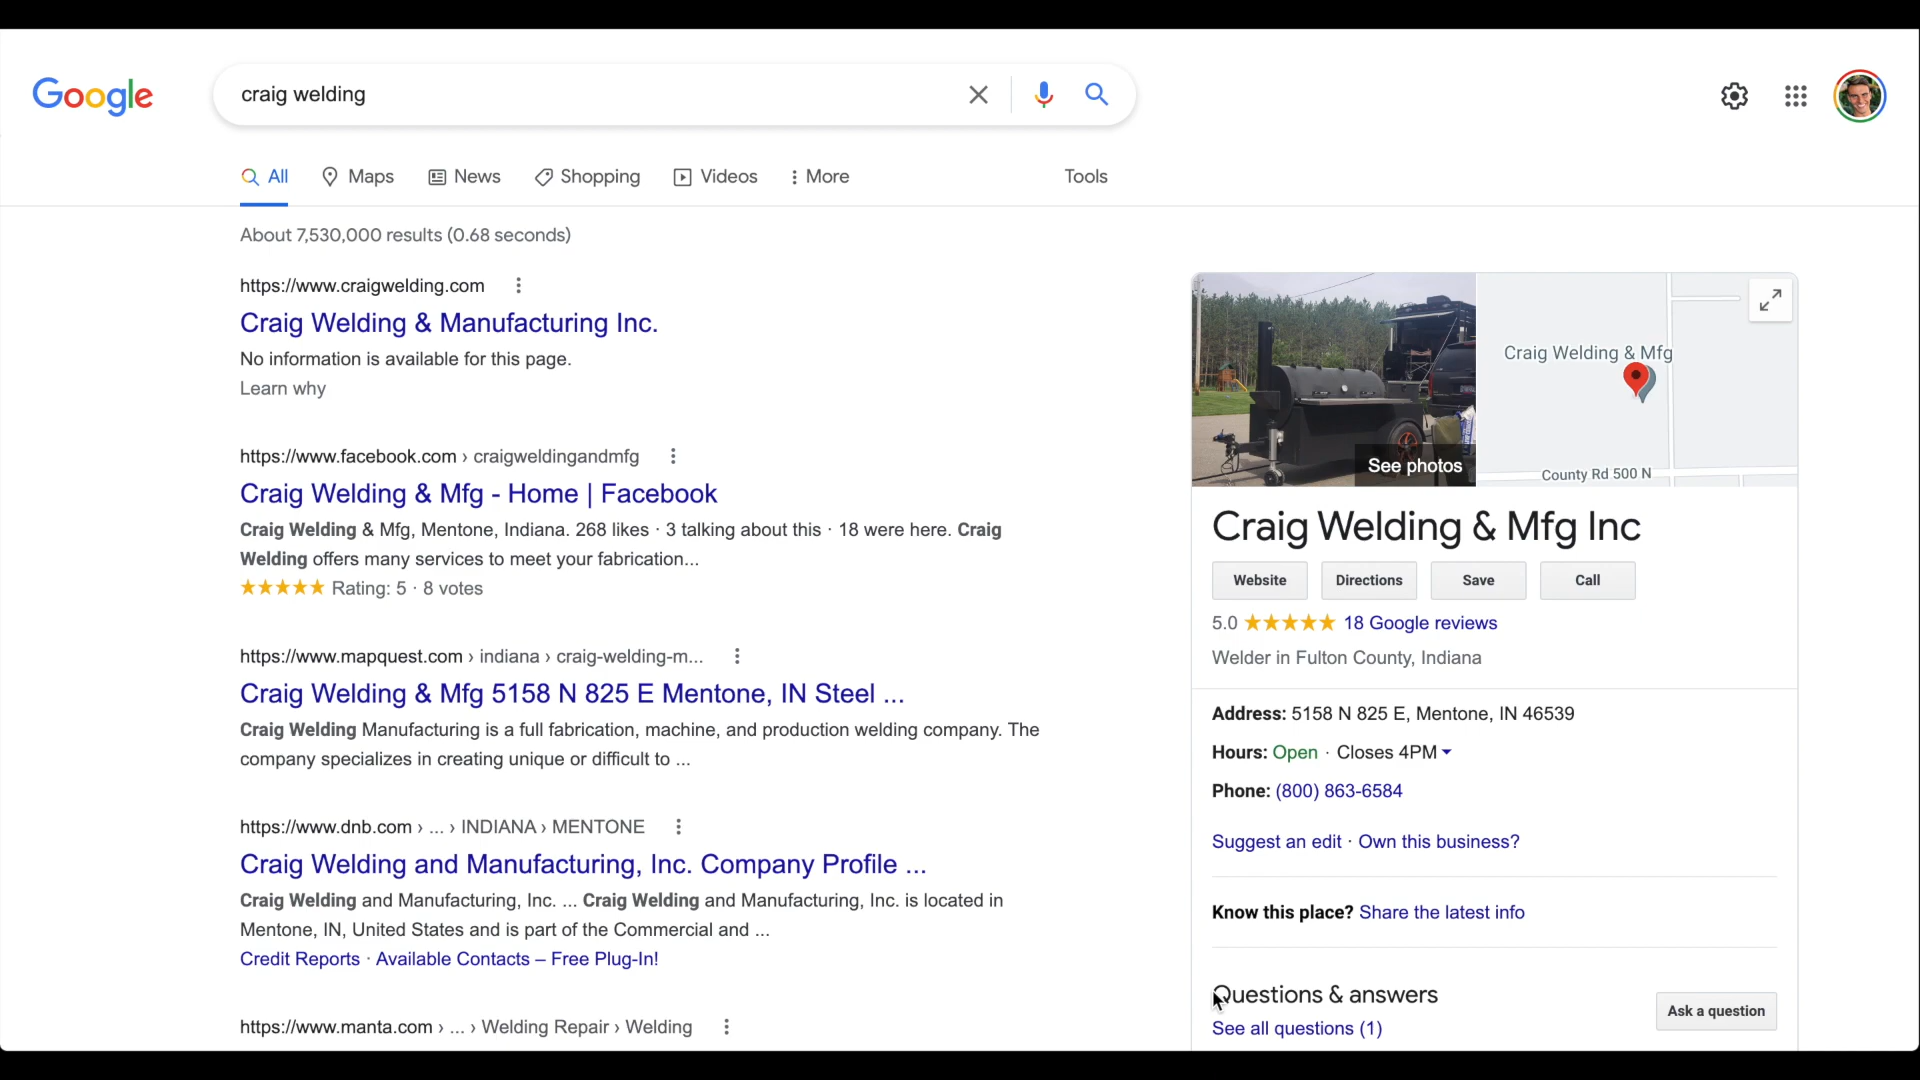 Google
craig welding
All
Maps
News
Shopping
Videos
More
Tools
About 7,530,000 results (0.68 seconds)
https://www.craigwelding.com
Craig Welding & Manufacturing Inc.
No information is available for this page.
Learn why
https://www.facebook.com › craigweldingandmfg
Craig Welding & Mfg - Home | Facebook
Craig Welding & Mfg, Mentone, Indiana. 268 likes · 3 talking about this · 18 were here. Craig
Welding offers many services to meet your fabrication...
Rating: 5 · 8 votes
https://www.mapquest.com › indiana › craig-welding-m...
Craig Welding & Mfg 5158 N 825 E Mentone, IN Steel ...
Craig Welding Manufacturing is a full fabrication, machine, and production welding company. The
company specializes in creating unique or difficult to ...
https://www.dnb.com › ... › INDIANA › MENTONE
Craig Welding and Manufacturing, Inc. Company Profile ...
Craig Welding and Manufacturing, Inc. ... Craig Welding and Manufacturing, Inc. is located in
Mentone, IN, United States and is part of the Commercial and ...
Credit Reports · Available Contacts – Free Plug-In!
https://www.manta.com › ... › Welding Repair › Welding
See photos
Craig Welding & Mfg
County Rd 500 N
Craig Welding & Mfg Inc
Website
Directions
Save
Call
5.0 18 Google reviews
Welder in Fulton County, Indiana
Address: 5158 N 825 E, Mentone, IN 46539
Hours: Open · Closes 4PM
Phone: (800) 863-6584
Suggest an edit · Own this business?
Know this place? Share the latest info
Questions & answers
See all questions (1)
Ask a question